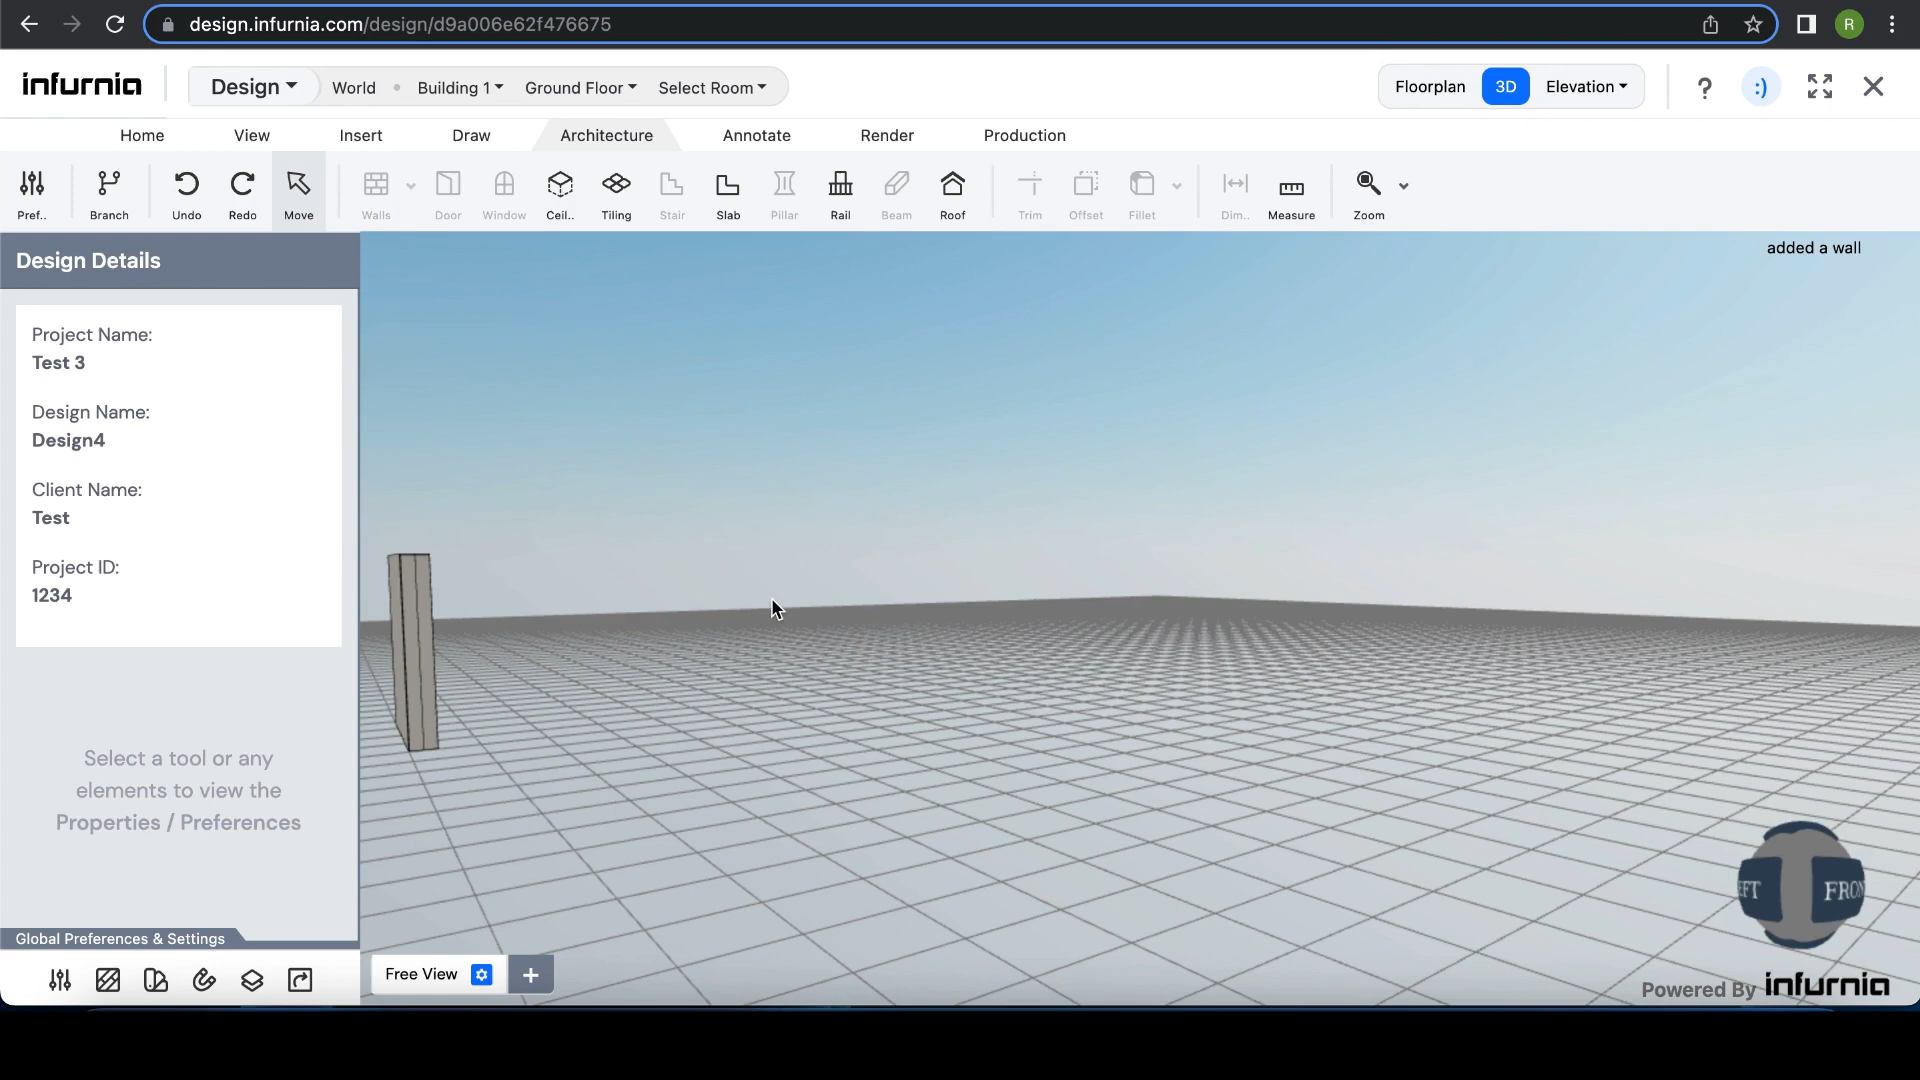 design.infurnia.com/design/d9a006e62f476675
R
infurnia
Design World Building 1 Ground Floor Select Room
Floorplan 3D Elevation ? :)
Home View Insert Draw Architecture Annotate Render Production
Pref.. Branch Undo Redo Move Walls Door Window Ceil.. Tiling Stair Slab Pillar Rail Beam Roof Trim Offset Fillet Dim.. Measure Zoom
Design Details
added a wall
Project Name:
Test 3
Design Name:
Design4
Client Name:
Test
Project ID:
1234
Select a tool or any
elements to view the
Properties / Preferences
EFT FRON
Global Preferences & Settings
Free View +
Powered By infurnia